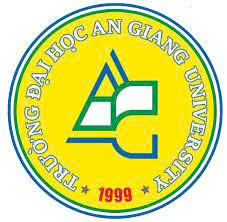 TRƯỜNG ĐẠI HỌC AN GIANG UNIVERSITY
1999